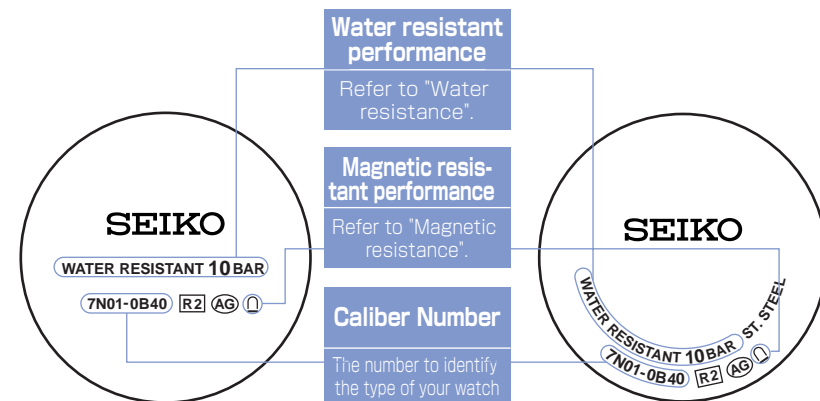 Water resistant
performance
Refer to "Water
resistance".
Magnetic resis-
tant performance
Refer to "Magnetic
resistance".
Caliber Number
The number to identify
the type of your watch
SEIKO
WATER RESISTANT 10 BAR
7N01-0B40 R2 AG
SEIKO
WATER RESISTANT 10 BAR ST. STEEL
7N01-0B40 R2 AG